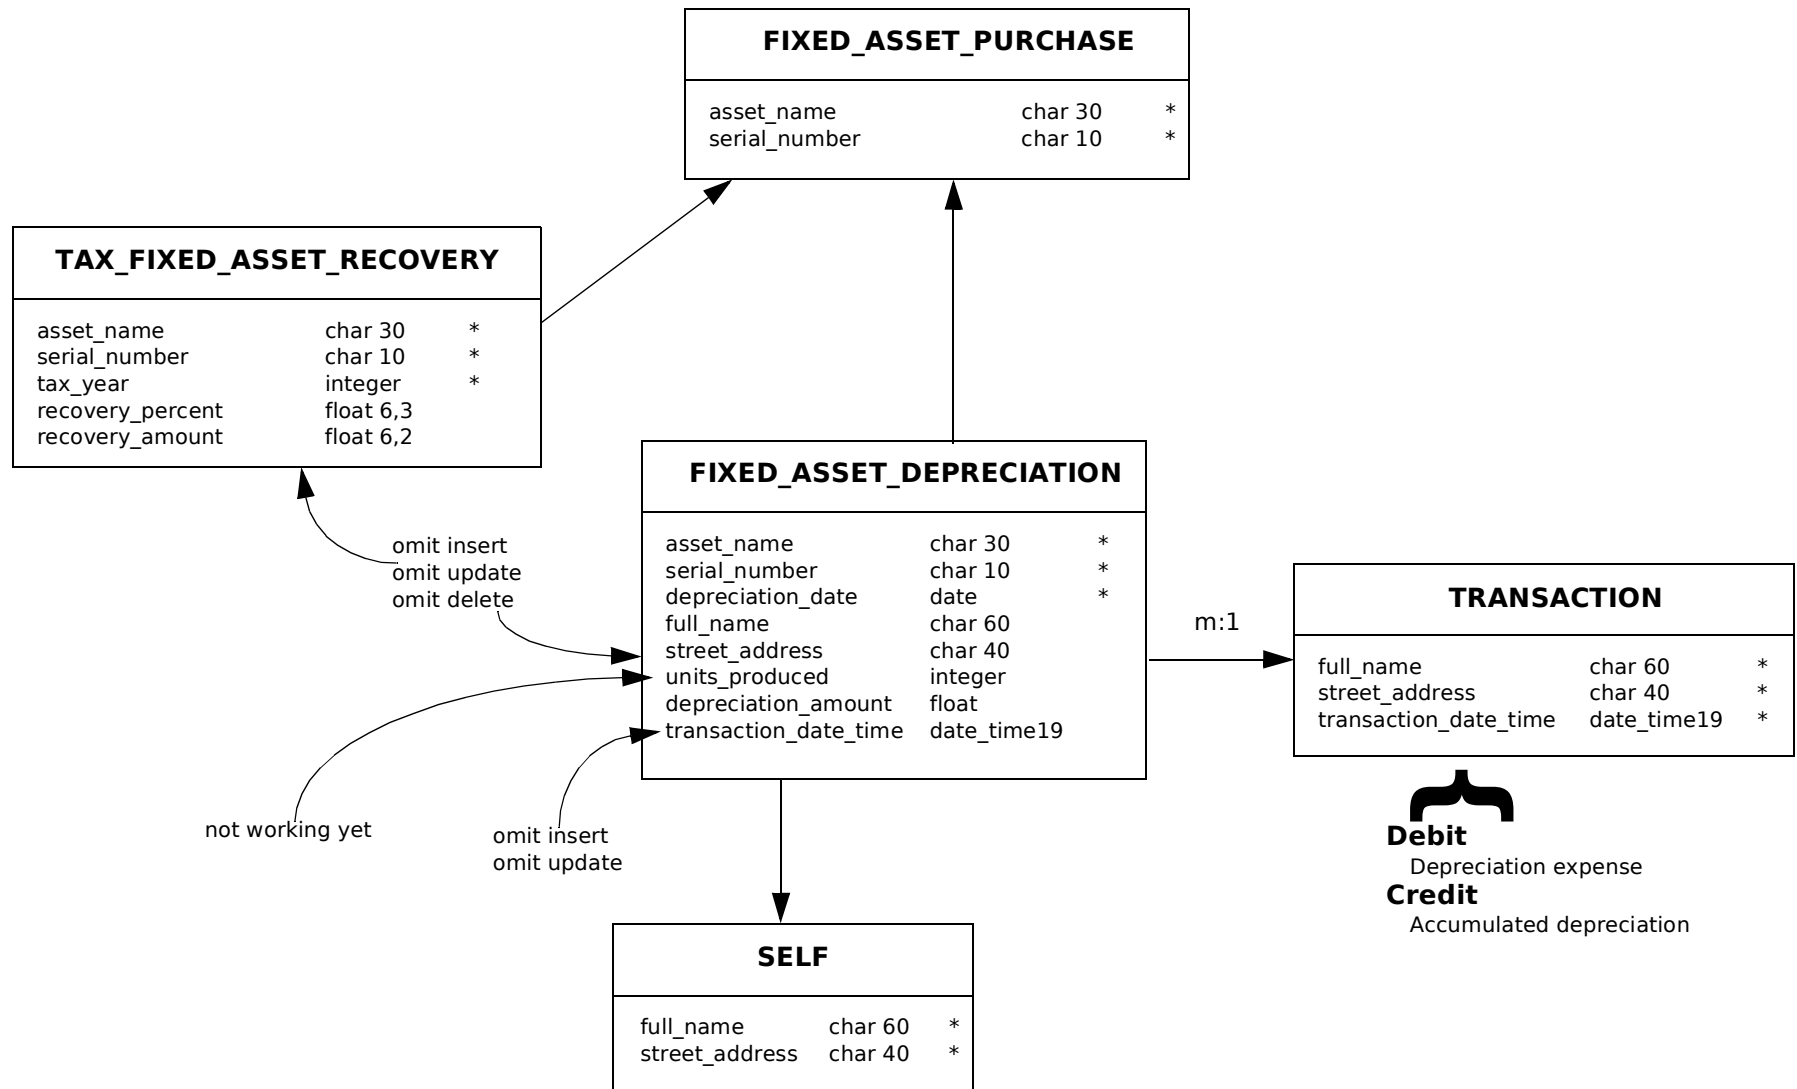 FIXED_ASSET_PURCHASE
asset_name char 30 *
serial_number char 10 *
TAX_FIXED_ASSET_RECOVERY
asset_name char 30 *
serial_number char 10 *
tax_year integer *
recovery_percent float 6,3
recovery_amount float 6,2
omit insert
omit update
omit delete
FIXED_ASSET_DEPRECIATION
asset_name char 30 *
serial_number char 10 *
depreciation_date date *
full_name char 60
street_address char 40
units_produced integer
depreciation_amount float
transaction_date_time date_time19
m:1
TRANSACTION
full_name char 60 *
street_address char 40 *
transaction_date_time date_time19 *
Debit
Depreciation expense
Credit
Accumulated depreciation
not working yet
omit insert
omit update
SELF
full_name char 60 *
street_address char 40 *